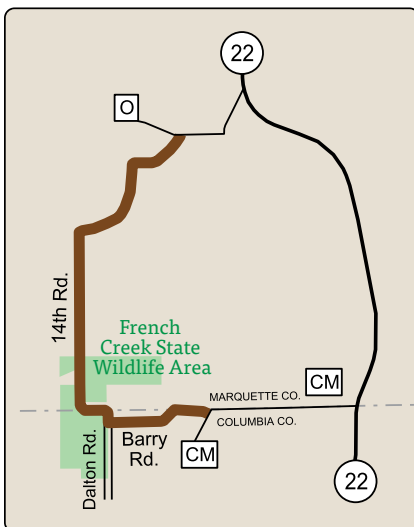 22
O
14th Rd.
French
Creek State
Wildlife Area
CM
MARQUETTE CO.
COLUMBIA CO.
Barry
Rd.
CM
Dalton Rd.
22